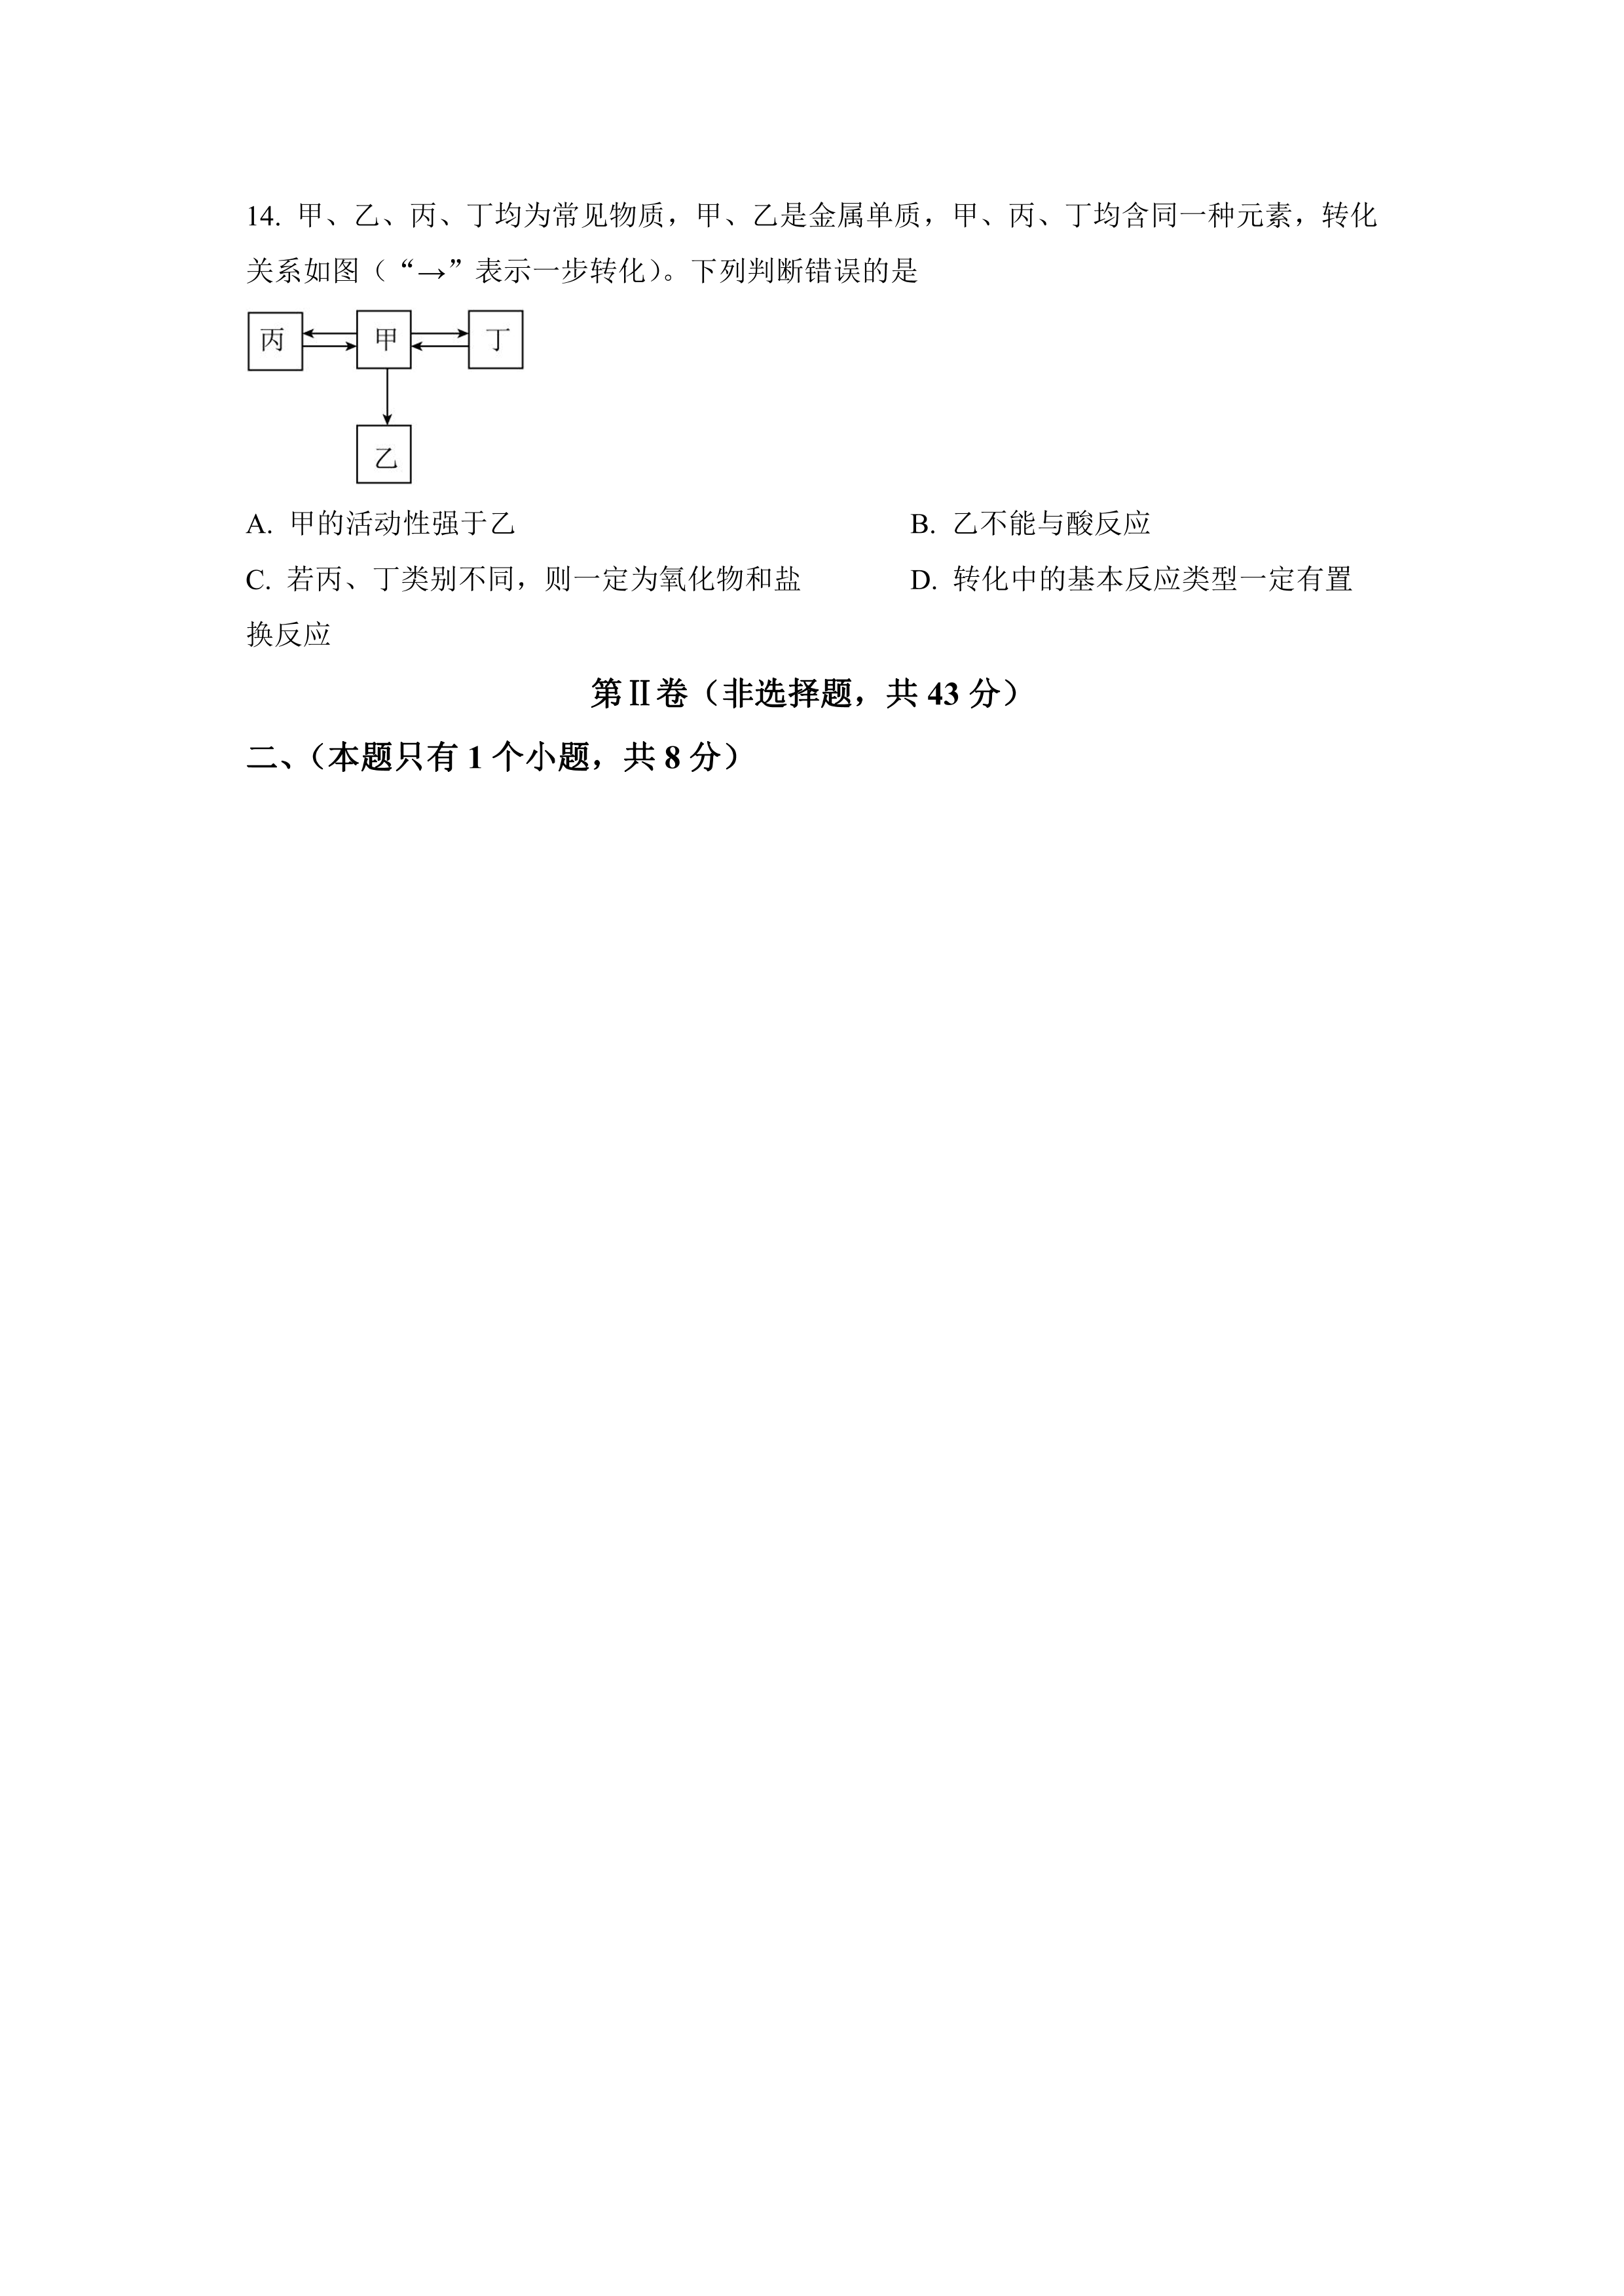 14. 甲、乙、丙、丁均为常见物质，甲、乙是金属单质，甲、丙、丁均含同一种元素，转化
关系如图（“→”表示一步转化）。下列判断错误的是
丙 甲 丁
乙
A. 甲的活动性强于乙 B. 乙不能与酸反应
C. 若丙、丁类别不同，则一定为氧化物和盐 D. 转化中的基本反应类型一定有置
换反应
第Ⅱ卷（非选择题，共 43 分）
二、（本题只有 1 个小题，共 8 分）